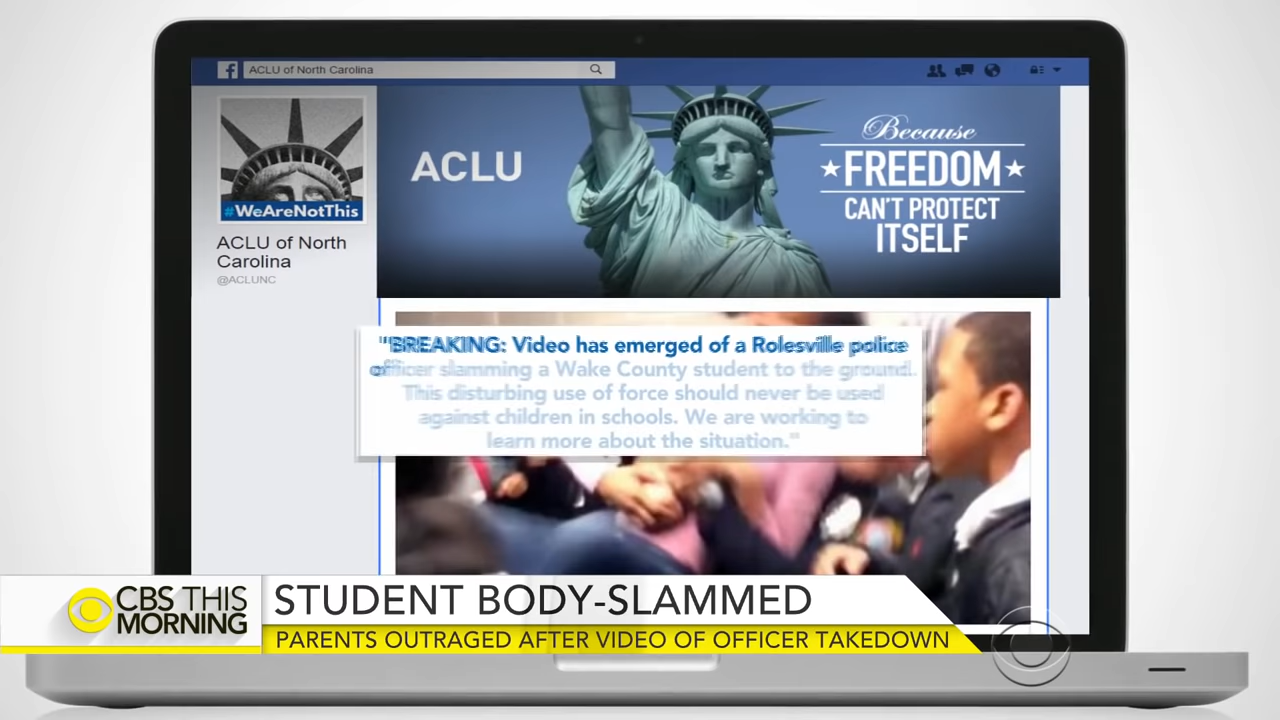 ACLU of North Carolina
#WeAreNotThis
ACLU of North
Carolina
@ACLUNC
ACLU
Because
FREEDOM
CAN'T PROTECT
ITSELF
"BREAKING: Video has emerged of a Rolesville police
officer slamming a Wake County student to the ground.
This disturbing use of force should never be used
against children in schools. We are working to
learn more about the situation."
CBS THIS
MORNING
STUDENT BODY-SLAMMED
PARENTS OUTRAGED AFTER VIDEO OF OFFICER TAKEDOWN